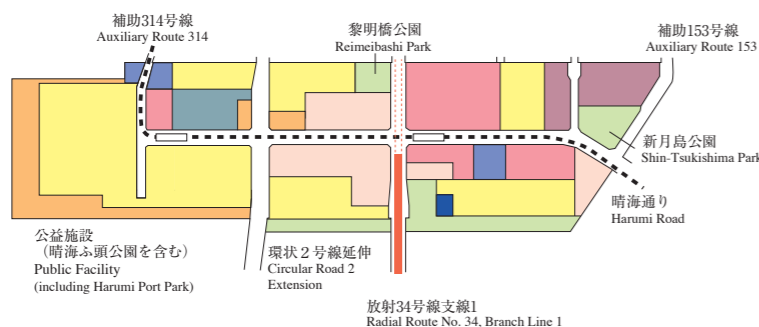 補助314号線
Auxiliary Route 314
黎明橋公園
Reimeibashi Park
補助153号線
Auxiliary Route 153
新月島公園
Shin-Tsukishima Park
晴海通り
Harumi Road
公益施設
（晴海ふ頭公園を含む）
Public Facility
(including Harumi Port Park)
環状２号線延伸
Circular Road 2
Extension
放射34号線支線1
Radial Route No. 34, Branch Line 1